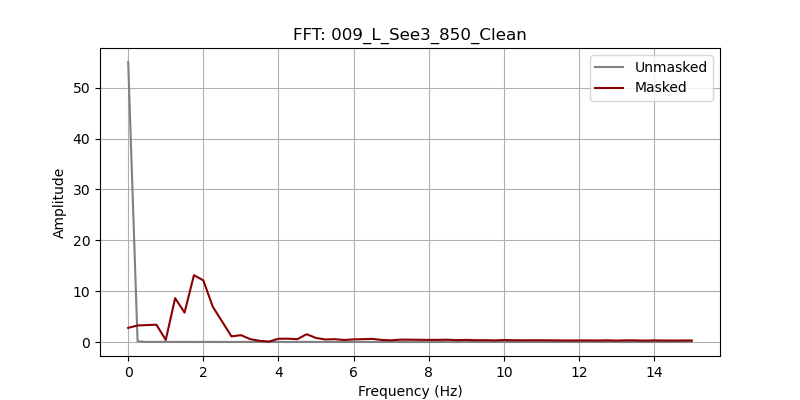 FFT: 009_L_See3_850_Clean
Unmasked
Masked
Amplitude
50
40
30
20
10
0
0 2 4 6 8 10 12 14
Frequency (Hz)